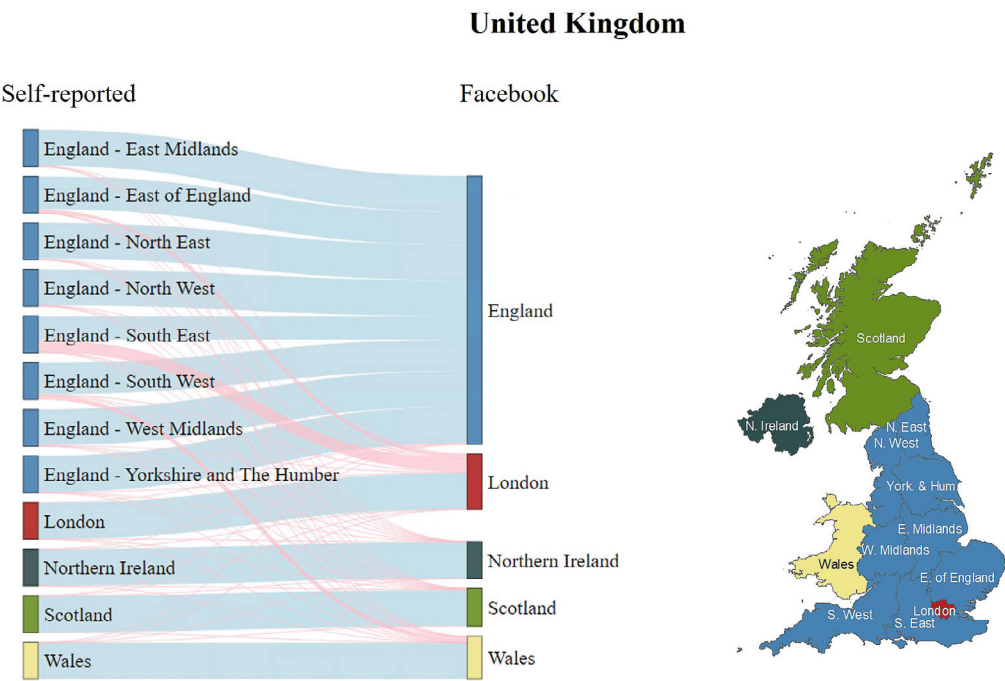 United Kingdom
Self-reported
Facebook
England - East Midlands
England - East of England
England - North East
England - North West
England - South East
England - South West
England - West Midlands
England - Yorkshire and The Humber
London
Northern Ireland
Scotland
Wales
England
London
Northern Ireland
Scotland
Wales
Scotland
N. Ireland
N. East
N. West
York. & Hum.
E. Midlands
W. Midlands
Wales
E. of England
London
S. West
S. East